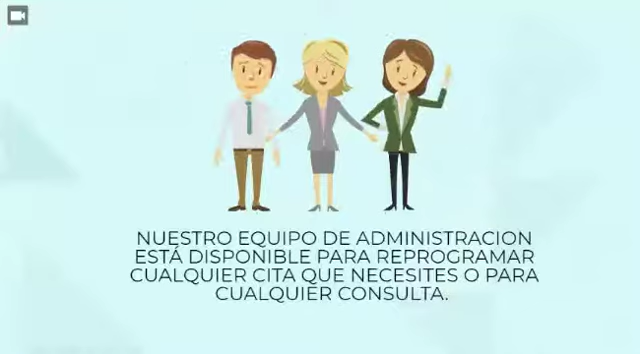 NUESTRO EQUIPO DE ADMINISTRACION
ESTÁ DISPONIBLE PARA REPROGRAMAR
CUALQUIER CITA QUE NECESITES O PARA
CUALQUIER CONSULTA.